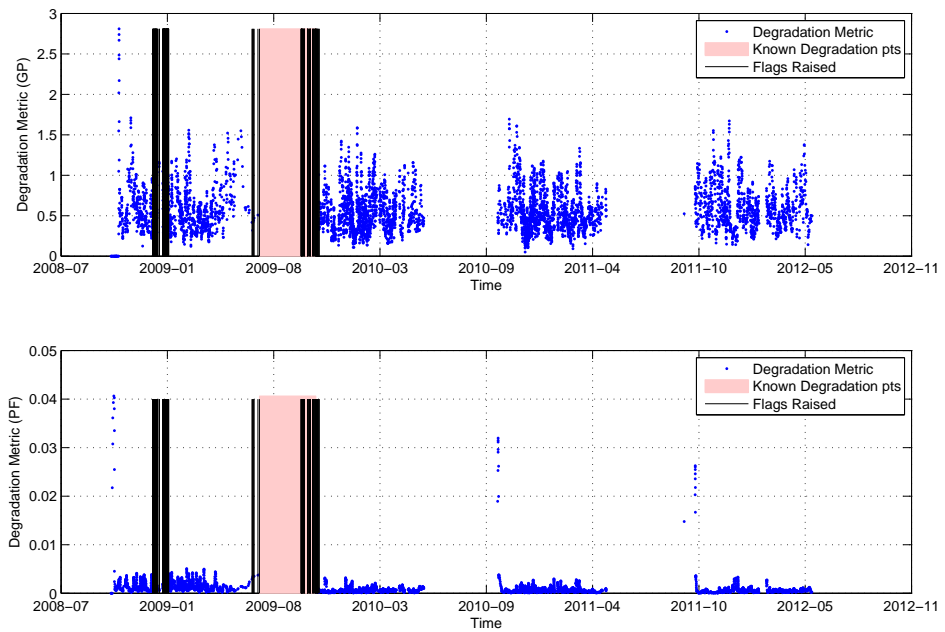 3
2.5
2
1.5
1
0.5
0
Degradation Metric (GP)
Degradation Metric
Known Degradation pts
Flags Raised
2008-07 2009-01 2009-08 2010-03 2010-09 2011-04 2011-10 2012-05 2012-11
Time
0.05
0.04
0.03
0.02
0.01
0
Degradation Metric (PF)
Degradation Metric
Known Degradation pts
Flags Raised
2008-07 2009-01 2009-08 2010-03 2010-09 2011-04 2011-10 2012-05 2012-11
Time